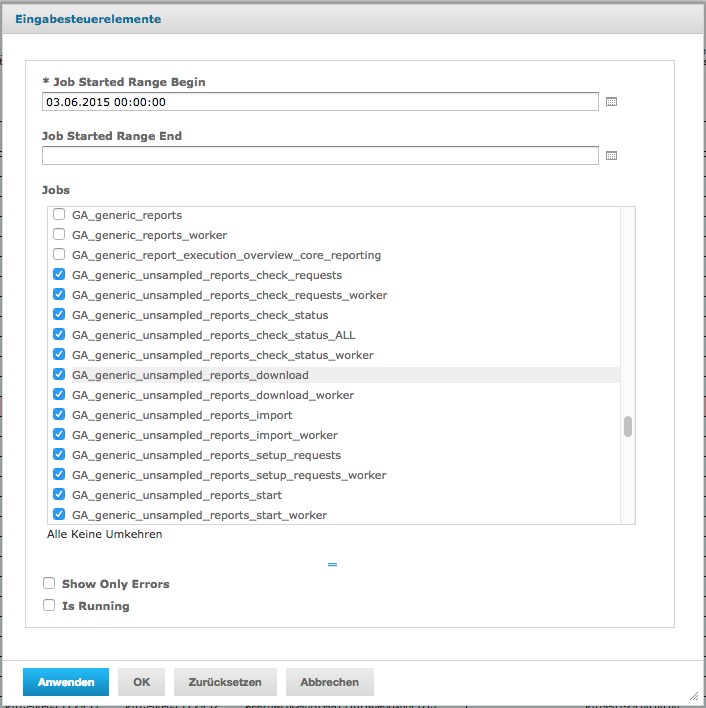 Eingabesteuerelemente
* Job Started Range Begin
03.06.2015 00:00:00
Job Started Range End
Jobs
GA_generic_reports
GA_generic_reports_worker
GA_generic_report_execution_overview_core_reporting
GA_generic_unsampled_reports_check_requests
GA_generic_unsampled_reports_check_requests_worker
GA_generic_unsampled_reports_check_status
GA_generic_unsampled_reports_check_status_ALL
GA_generic_unsampled_reports_check_status_worker
GA_generic_unsampled_reports_download
GA_generic_unsampled_reports_download_worker
GA_generic_unsampled_reports_import
GA_generic_unsampled_reports_import_worker
GA_generic_unsampled_reports_setup_requests
GA_generic_unsampled_reports_setup_requests_worker
GA_generic_unsampled_reports_start
GA_generic_unsampled_reports_start_worker
Alle Keine Umkehren
Show Only Errors
Is Running
Anwenden OK Zurücksetzen Abbrechen